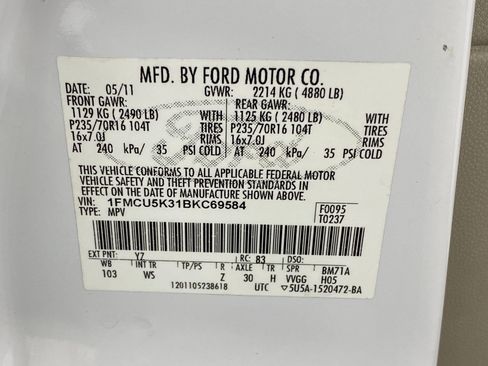 MFD. BY FORD MOTOR CO.
DATE: 05/11 GVWR: 2214 KG ( 4880 LB)
FRONT GAWR: REAR GAWR:
1129 KG ( 2490 LB) WITH 1125 KG ( 2480 LB) WITH
P235/70R16 104T TIRES P235/70R16 104T TIRES
16x7.0J RIMS 16x7.0J RIMS
AT 240 kPa/ 35 PSI COLD AT 240 kPa/ 35 PSI COLD
THIS VEHICLE CONFORMS TO ALL APPLICABLE FEDERAL MOTOR
VEHICLE SAFETY AND THEFT PREVENTION STANDARDS IN
EFFECT ON THE DATE OF MANUFACTURE SHOWN ABOVE.
VIN: 1FMCU5K31BKC69584 F0095
TYPE: MPV T0237
EXT PNT: YZ RC: 83 DSO:
WB INT TR TP/PS R AXLE TR SPR BM71A
103 WS Z 30 H VVGG H05
1201105238618 UTC ▽5U5A-1520472-BA